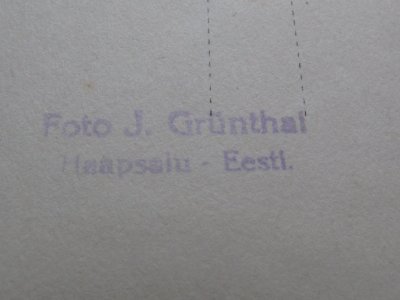 Foto J. Grünthal
Haapsalu - Eesti.